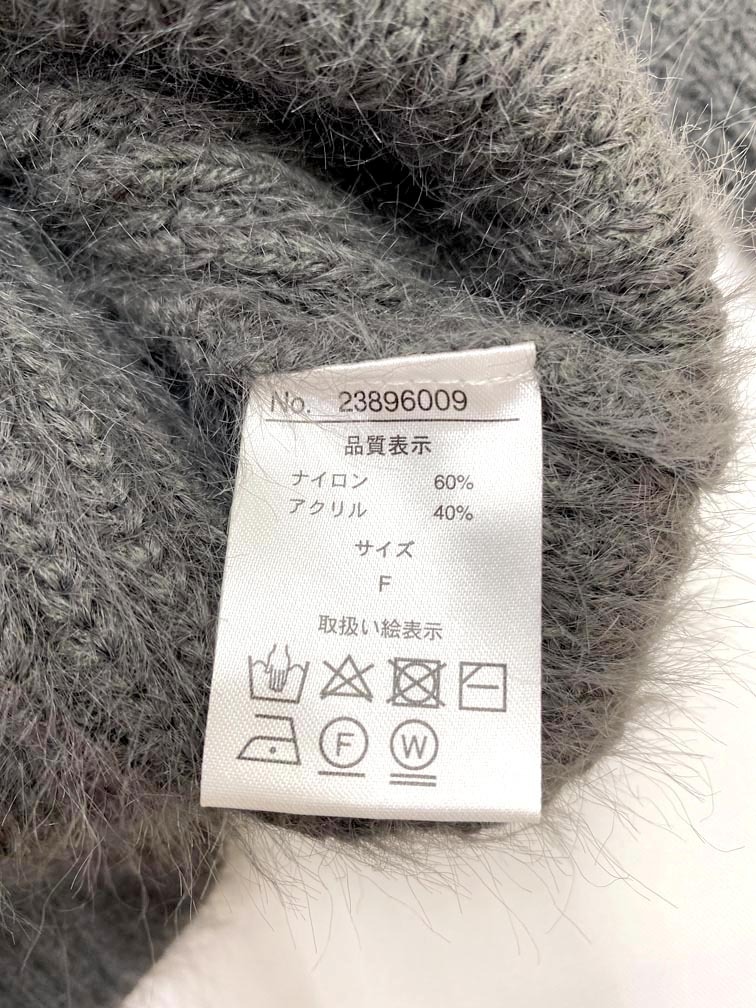 No. 23896009
品質表示
ナイロン 60%
アクリル 40%
サイズ
F
取扱い絵表示
F W